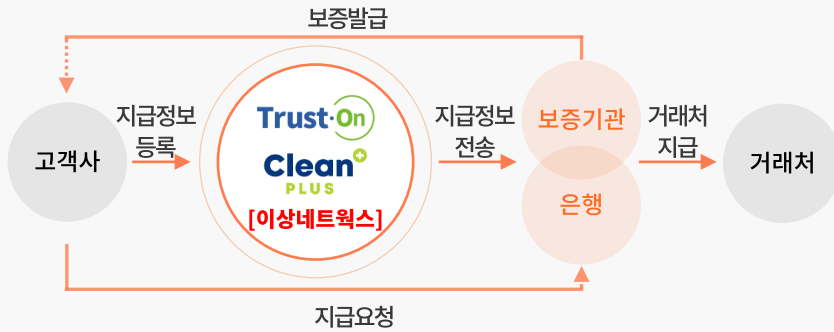 보증발급
고객사
지급정보
등록
Trust·On
Clean+
PLUS
[이상네트웍스]
지급정보
전송
보증기관
은행
거래처
지급
거래처
지급요청